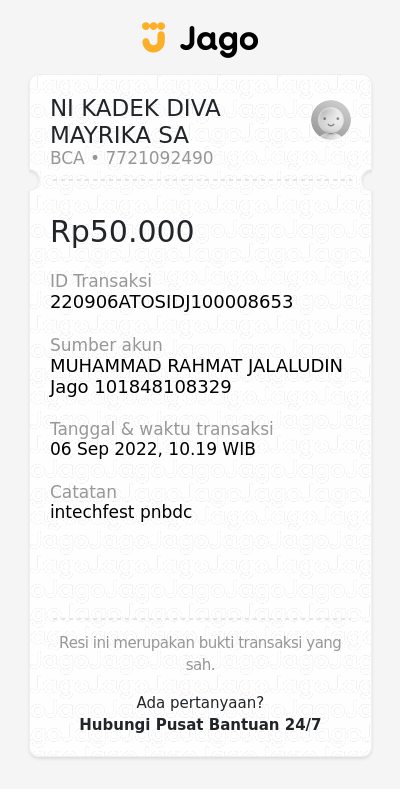 Jago
NI KADEK DIVA
MAYRIKA SA
BCA • 7721092490
Rp50.000
ID Transaksi
220906ATOSIDJ100008653
Sumber akun
MUHAMMAD RAHMAT JALALUDIN
Jago 101848108329
Tanggal & waktu transaksi
06 Sep 2022, 10.19 WIB
Catatan
intechfest pnbdc
Resi ini merupakan bukti transaksi yang
sah.
Ada pertanyaan?
Hubungi Pusat Bantuan 24/7